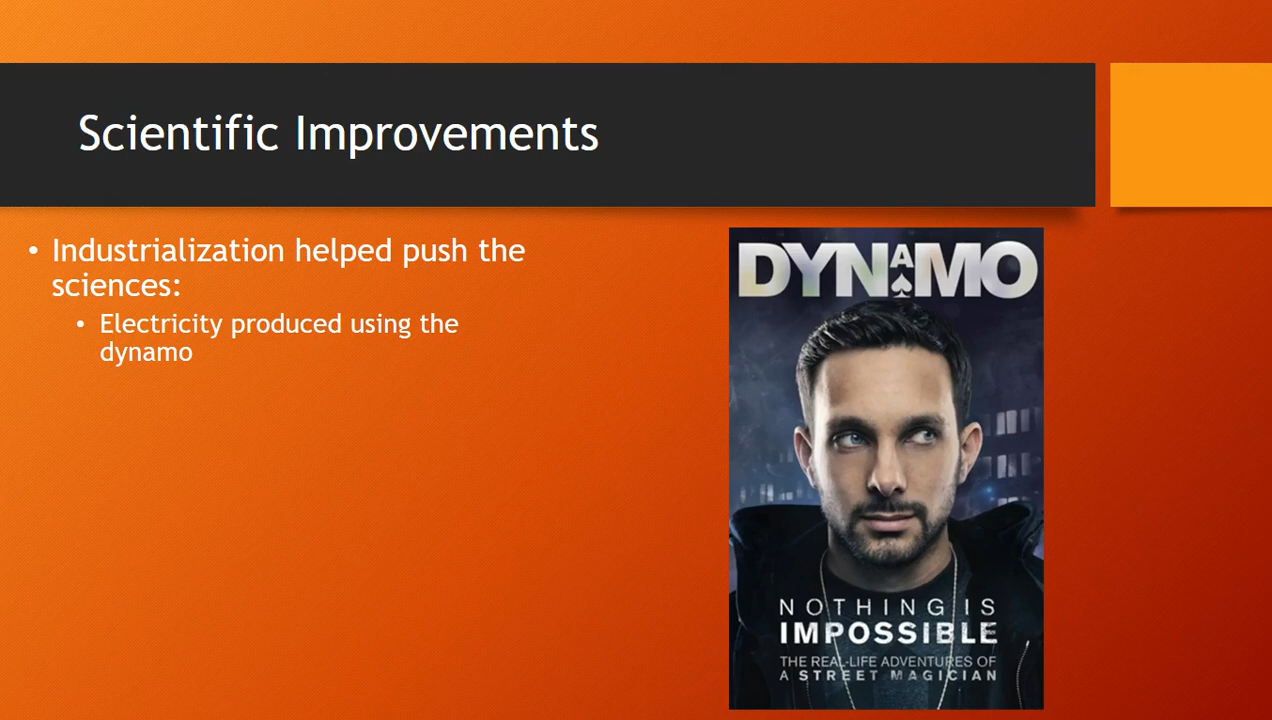 Scientific Improvements
• Industrialization helped push the
sciences:
• Electricity produced using the
dynamo
DYNAMO
NOTHING IS
IMPOSSIBLE
THE REAL-LIFE ADVENTURES OF
A STREET MAGICIAN